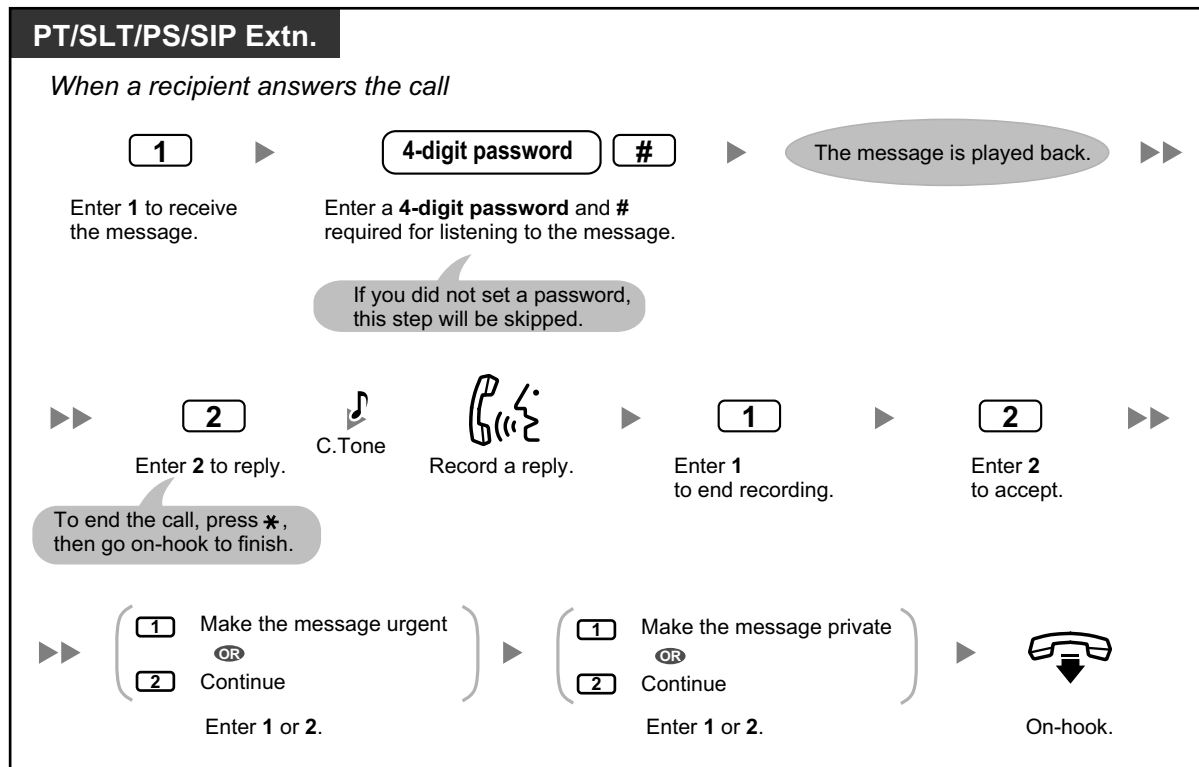 PT/SLT/PS/SIP Extn.
When a recipient answers the call
1
4-digit password #
The message is played back.
Enter 1 to receive
the message.
Enter a 4-digit password and #
required for listening to the message.
If you did not set a password,
this step will be skipped.
2
C.Tone
1
2
Enter 2 to reply.
Record a reply.
Enter 1
to end recording.
Enter 2
to accept.
To end the call, press *,
then go on-hook to finish.
1 Make the message urgent
OR
2 Continue
Enter 1 or 2.
1 Make the message private
OR
2 Continue
Enter 1 or 2.
On-hook.